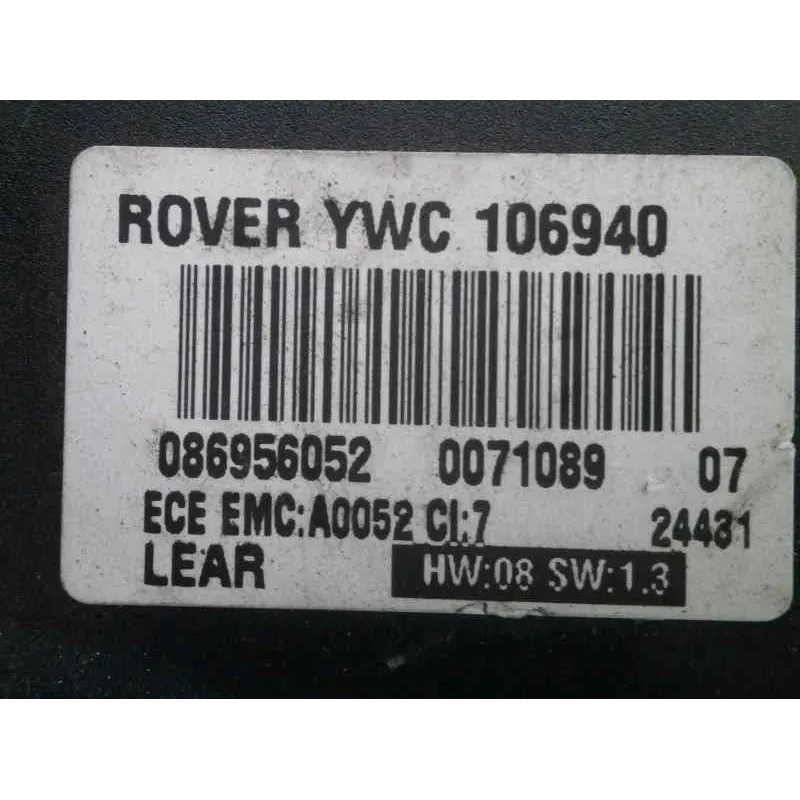 ROVER YWC 106940
086956052 0071089 07
ECE EMC:A0052 CI:7 24431
LEAR HW:08 SW:1.3